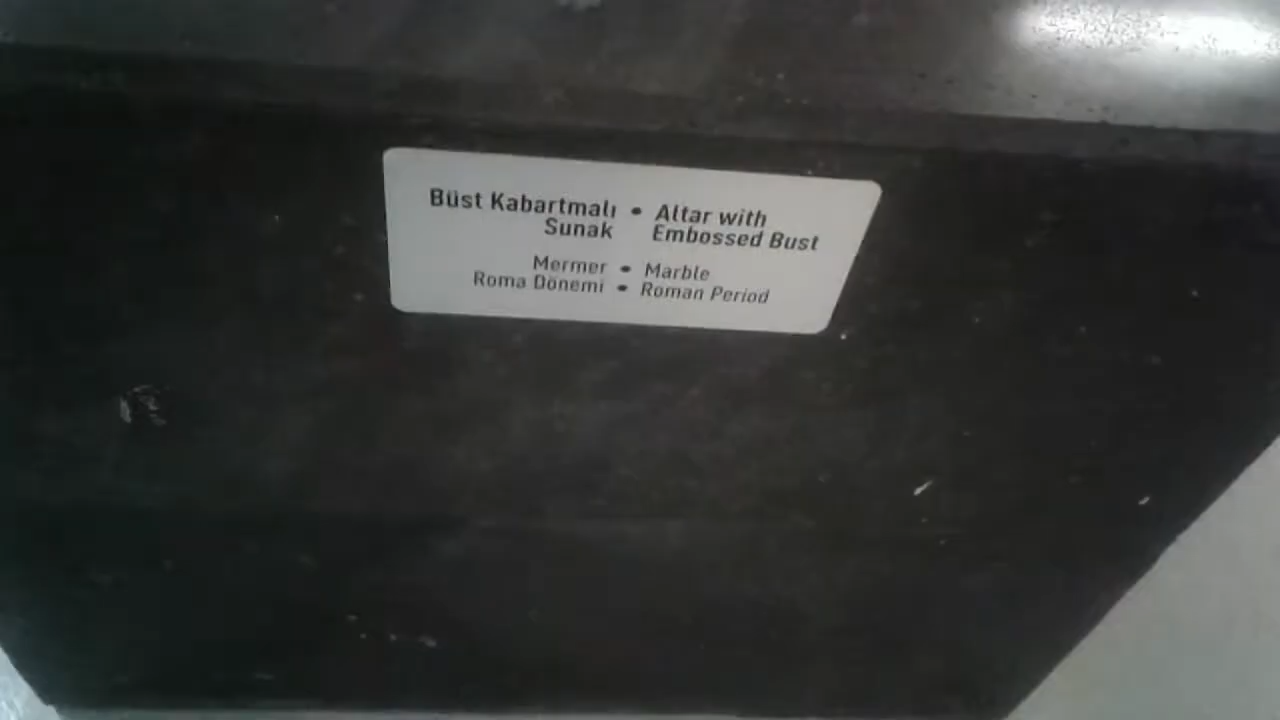 Büst Kabartmalı • Altar with
Sunak Embossed Bust
Mermer • Marble
Roma Dönemi • Roman Period